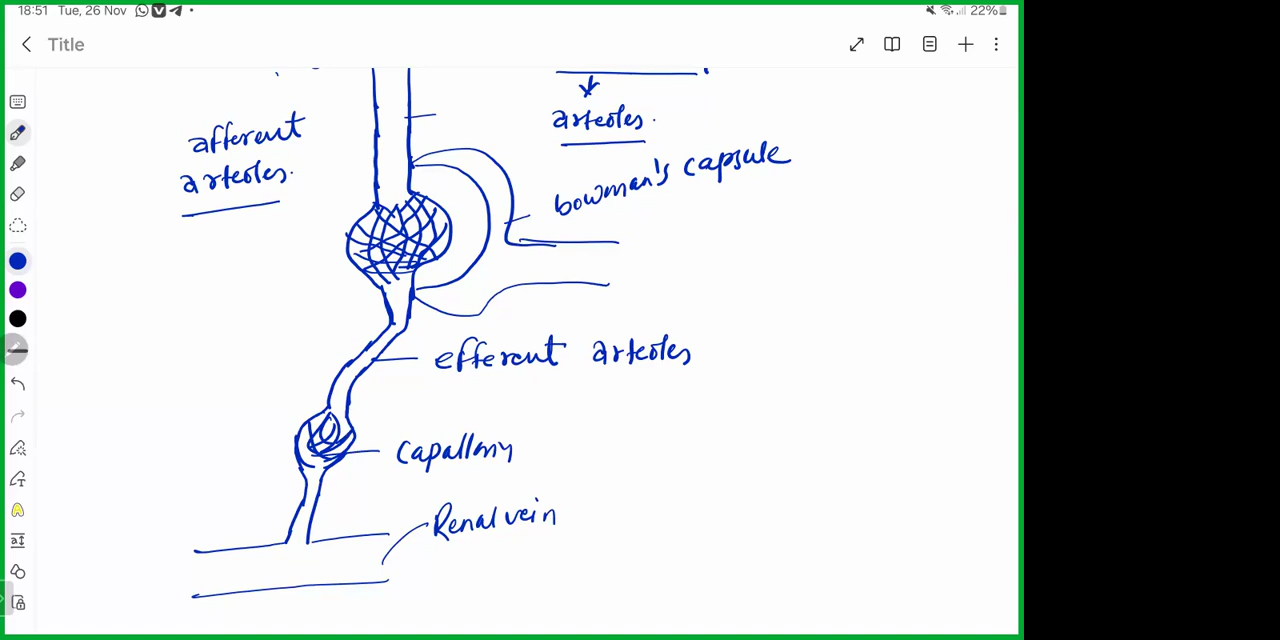 18:51 Tue, 26 Nov
22%
Title
afferent
arteoles.
arteoles.
bowman's capsule
efferent arteoles
Capallary
Renal vein